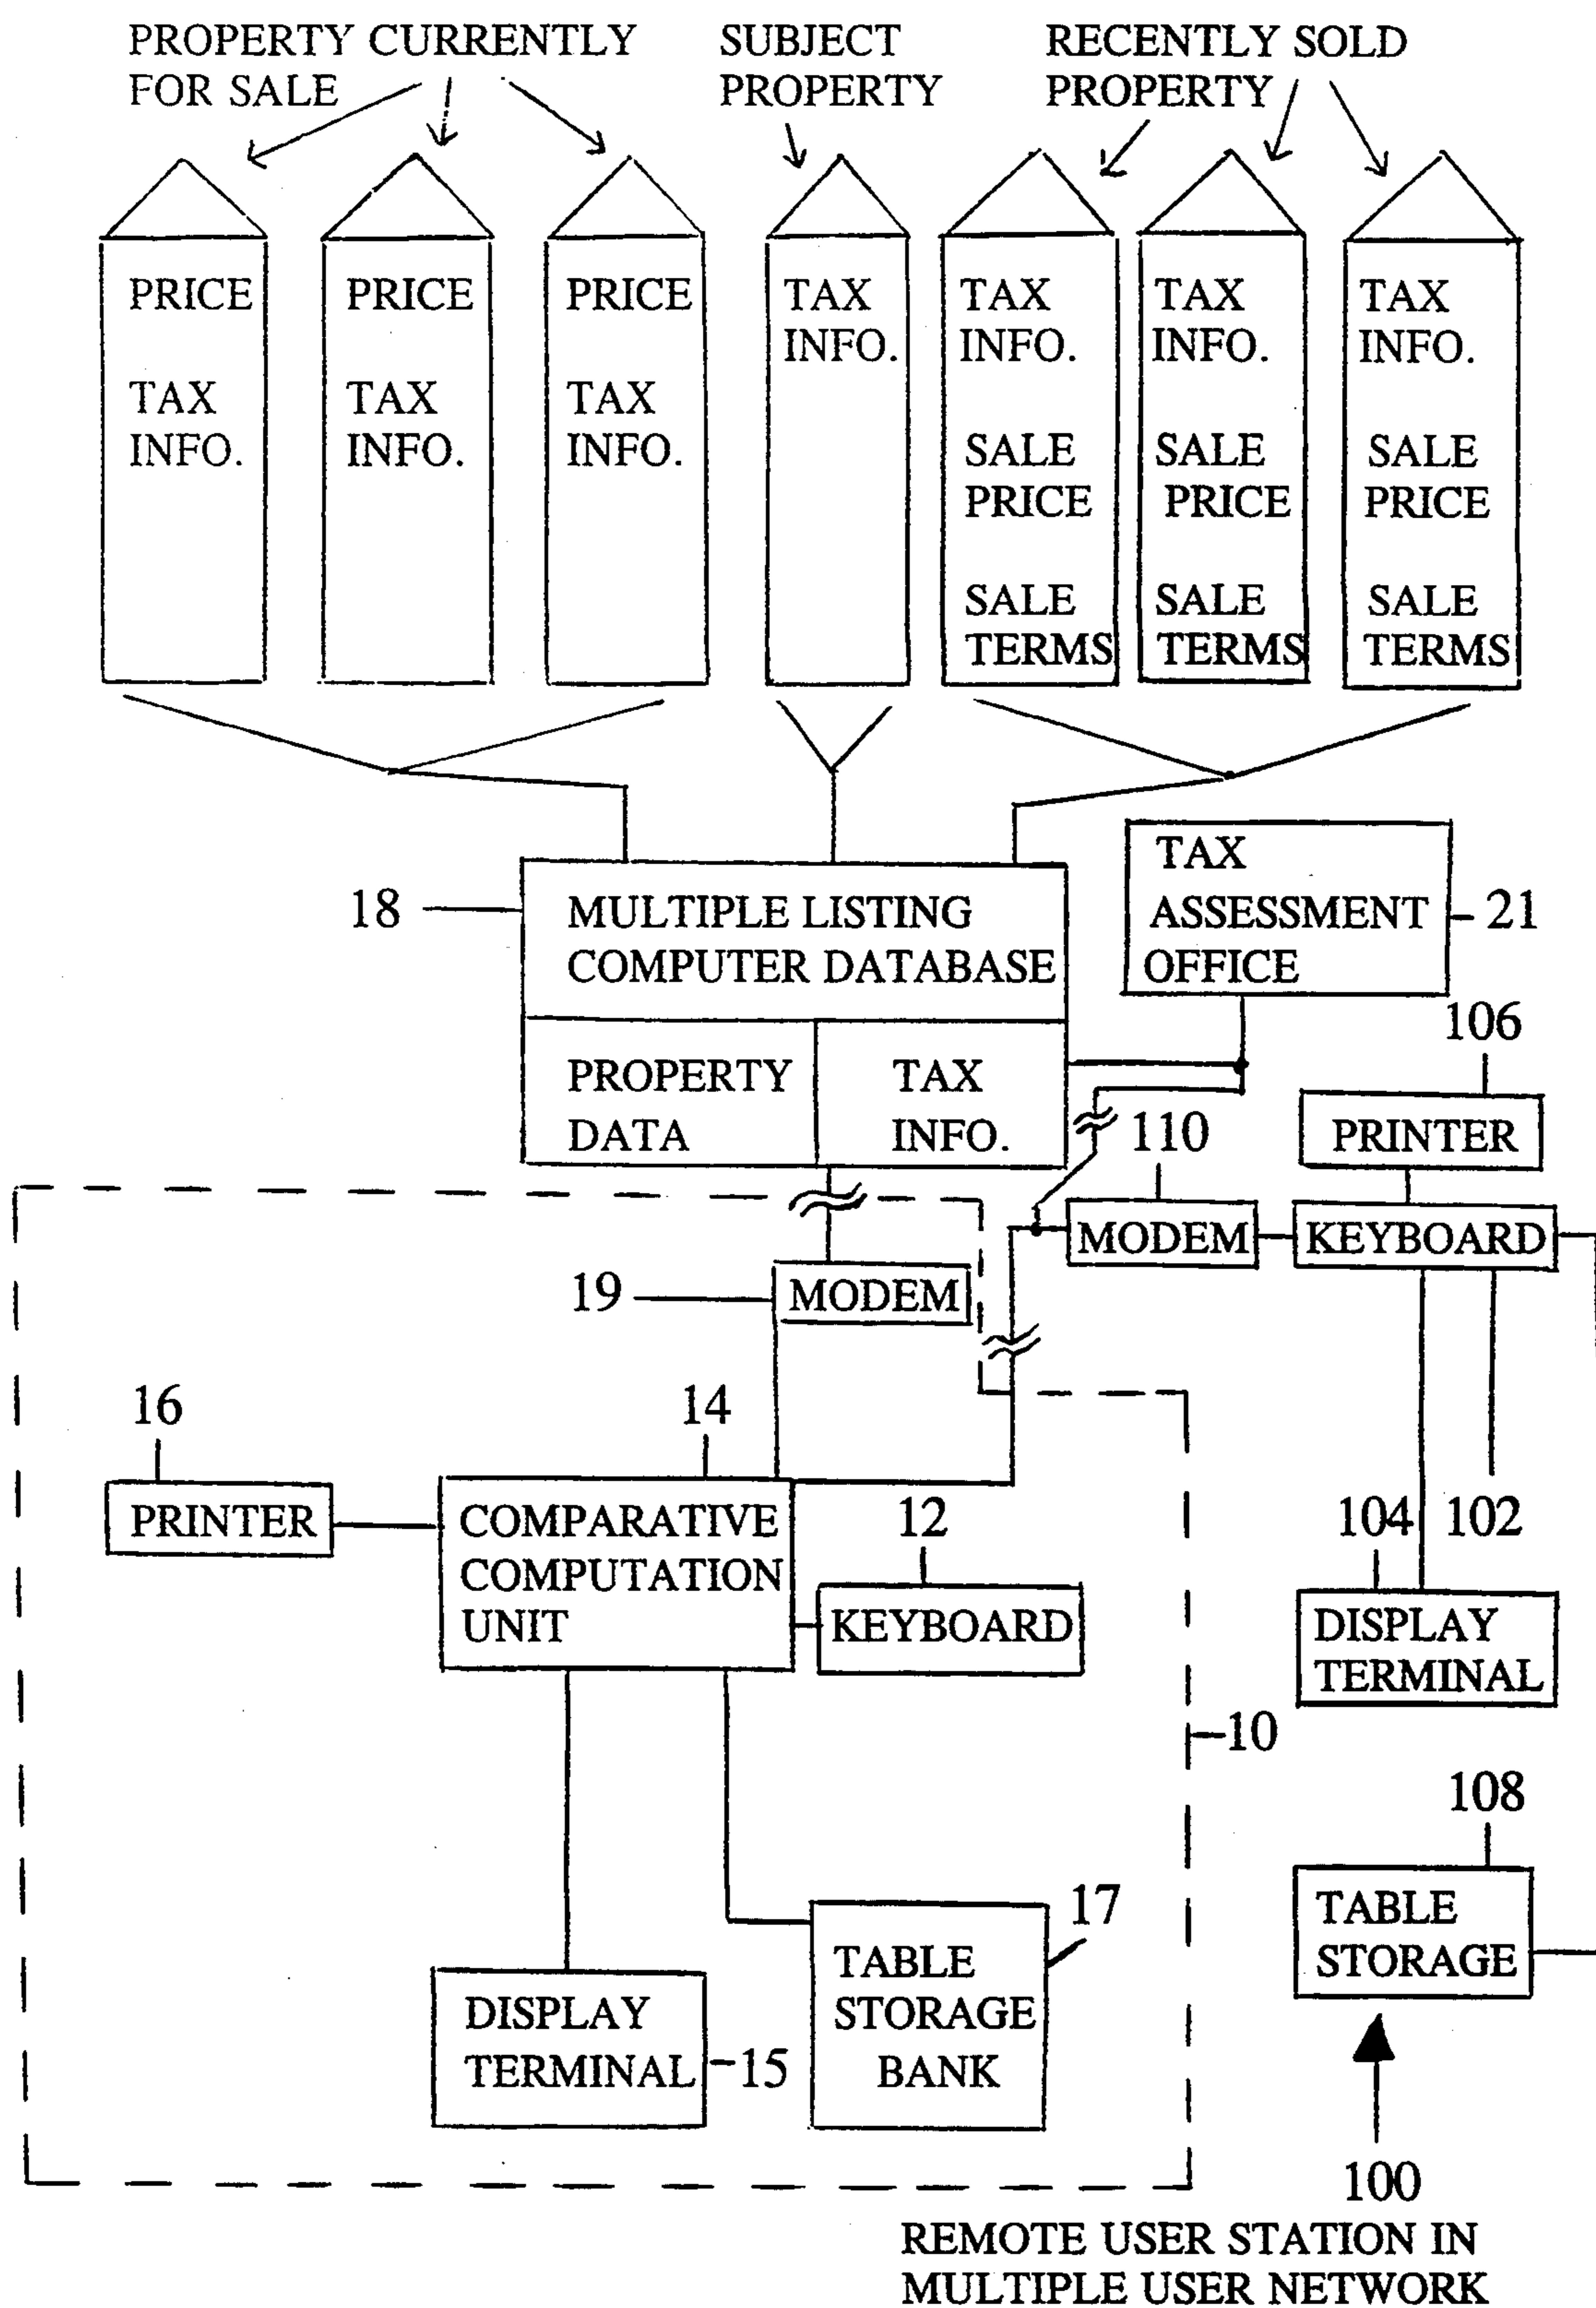 PROPERTY CURRENTLY
FOR SALE
SUBJECT
PROPERTY
RECENTLY SOLD
PROPERTY
PRICE
TAX
INFO.
PRICE
TAX
INFO.
PRICE
TAX
INFO.
TAX
INFO.
TAX
INFO.
SALE
PRICE
SALE
TERMS
TAX
INFO.
SALE
PRICE
SALE
TERMS
TAX
INFO.
SALE
PRICE
SALE
TERMS
18
MULTIPLE LISTING
COMPUTER DATABASE
PROPERTY
DATA
TAX
INFO.
TAX
ASSESSMENT
OFFICE
21
106
PRINTER
110
MODEM
KEYBOARD
19
MODEM
16
PRINTER
14
COMPARATIVE
COMPUTATION
UNIT
12
KEYBOARD
104
102
DISPLAY
TERMINAL
10
108
TABLE
STORAGE
17
TABLE
STORAGE
BANK
DISPLAY
TERMINAL
15
100
REMOTE USER STATION IN
MULTIPLE USER NETWORK